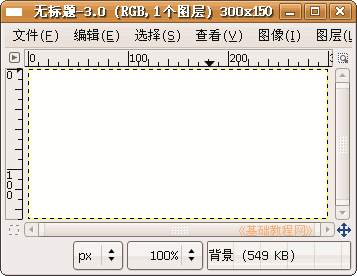 无标题-3.0 (RGB,1个图层) 300x150
文件(F) 编辑(E) 选择(S) 查看(V) 图像(I) 图层(L
0 100 200 3
0
100
《基础教程网》
px 100% 背景 (549 KB)